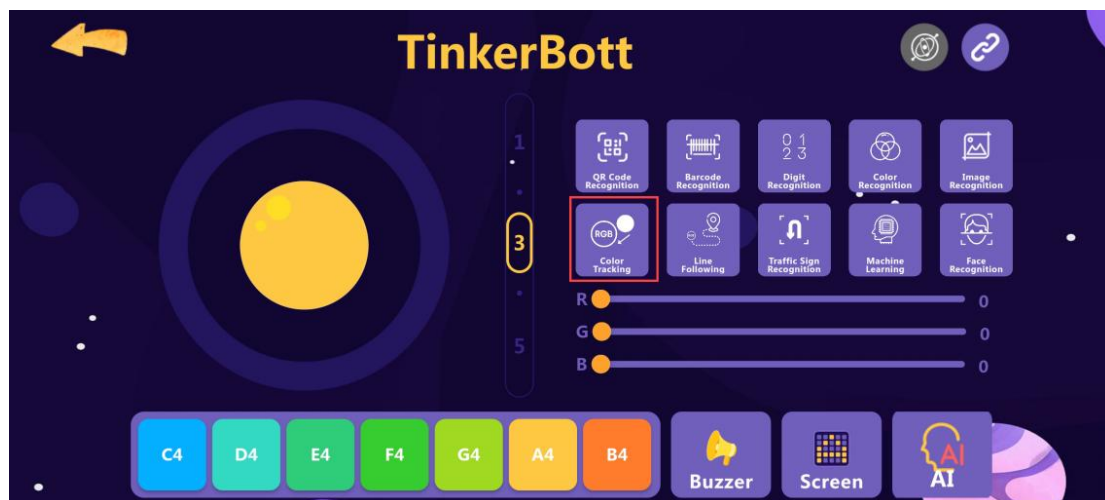 TinkerBott
1
3
5
QR Code
Recognition
Barcode
Recognition
0 1
2 3
Digit
Recognition
Color
Recognition
Image
Recognition
RGB
Color
Tracking
Line
Following
Traffic Sign
Recognition
Machine
Learning
Face
Recognition
R 0
G 0
B 0
C4 D4 E4 F4 G4 A4 B4
Buzzer
Screen
AI
AI